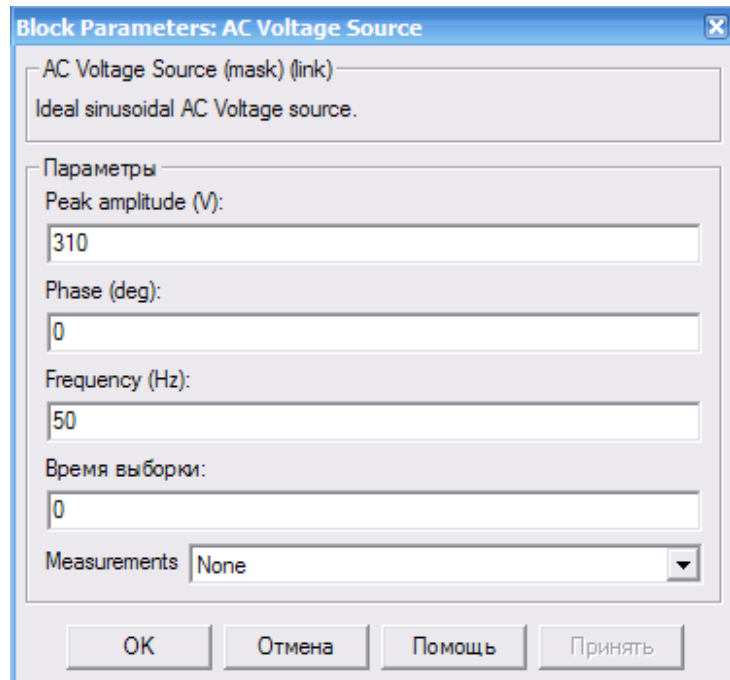 Block Parameters: AC Voltage Source
AC Voltage Source (mask) (link)
Ideal sinusoidal AC Voltage source.
Параметры
Peak amplitude (V):
310
Phase (deg):
0
Frequency (Hz):
50
Время выборки:
0
Measurements None
OK Отмена Помощь Принять